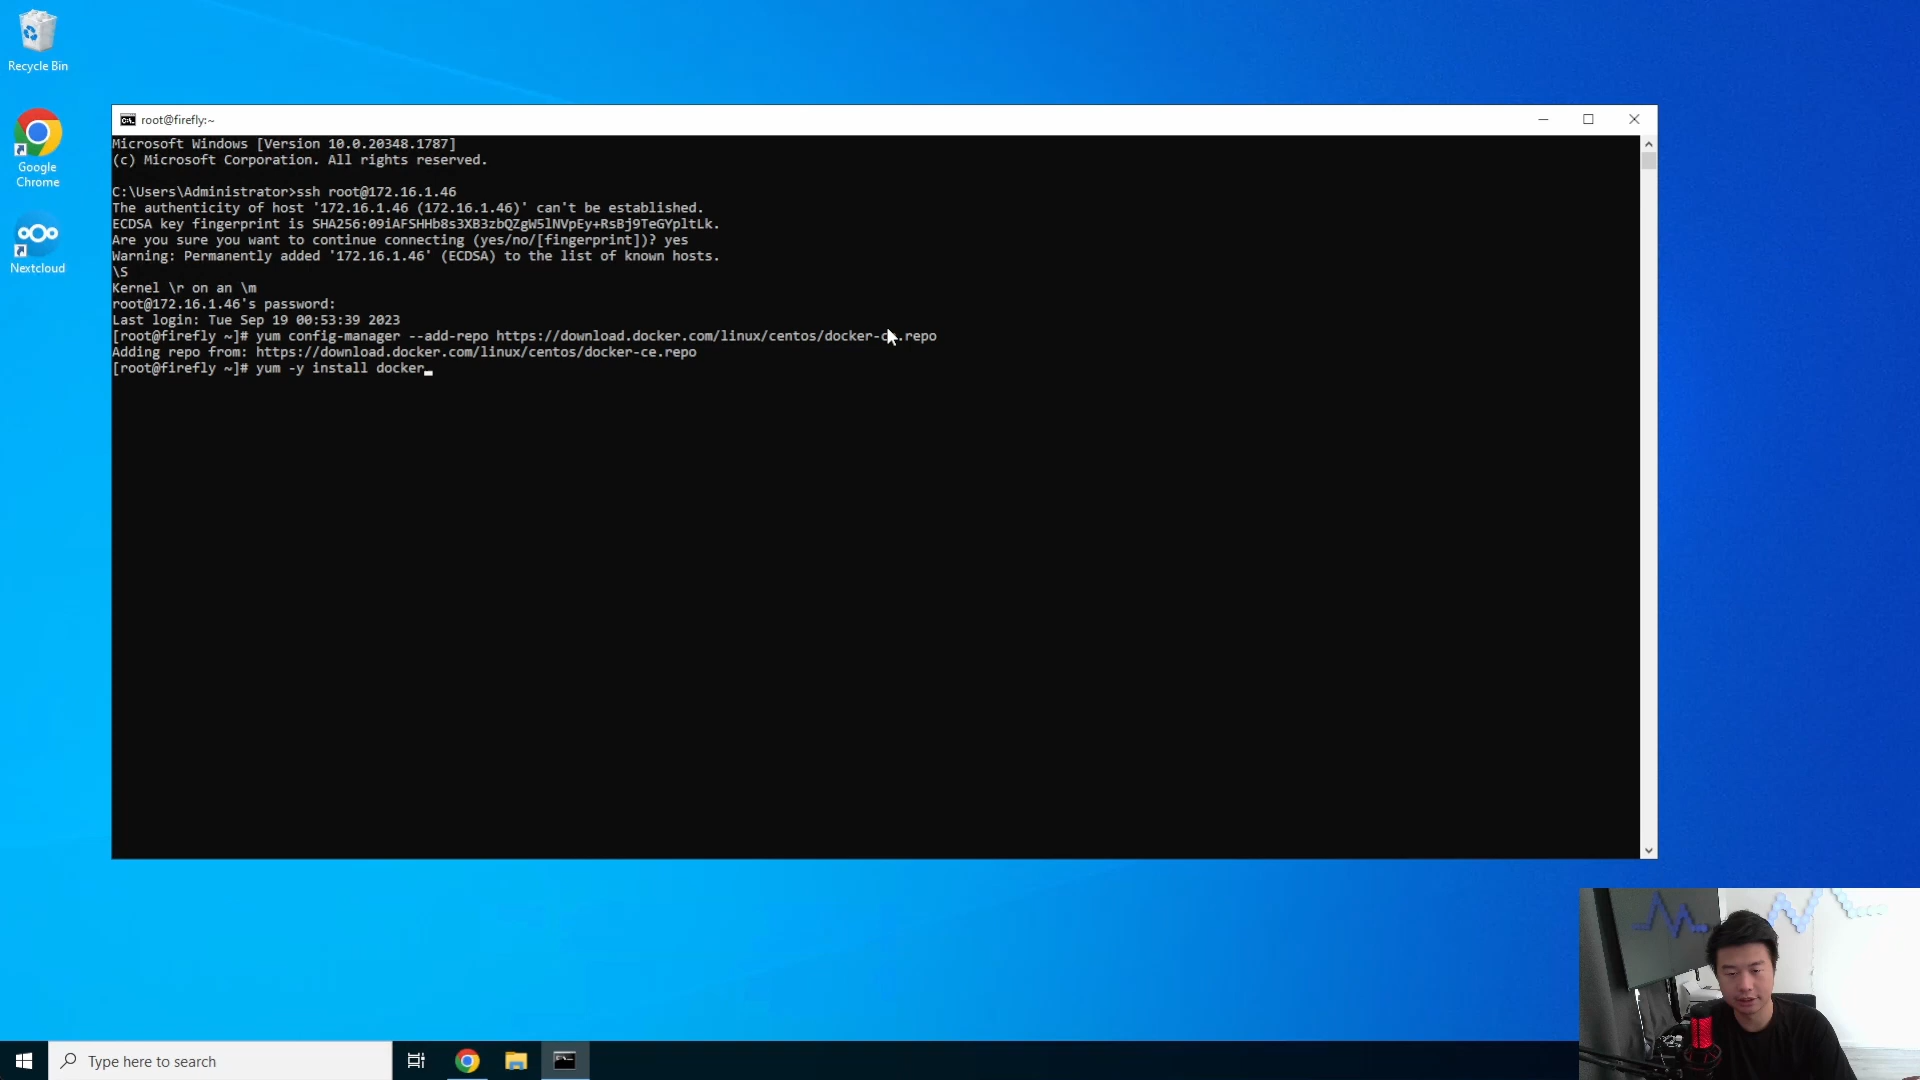 Recycle Bin
Google
Chrome
Nextcloud
root@firefly:~
Microsoft Windows [Version 10.0.20348.1787]
(c) Microsoft Corporation. All rights reserved.
C:\Users\Administrator>ssh root@172.16.1.46
The authenticity of host '172.16.1.46 (172.16.1.46)' can't be established.
ECDSA key fingerprint is SHA256:09iAFSHHb8s3XB3zbQZgW5lNVpEy+RsBj9TeGYpltLk.
Are you sure you want to continue connecting (yes/no/[fingerprint])? yes
Warning: Permanently added '172.16.1.46' (ECDSA) to the list of known hosts.
\S
Kernel \r on an \m
root@172.16.1.46's password:
Last login: Tue Sep 19 00:53:39 2023
[root@firefly ~]# yum config-manager --add-repo https://download.docker.com/linux/centos/docker-ce.repo
Adding repo from: https://download.docker.com/linux/centos/docker-ce.repo
[root@firefly ~]# yum -y install docker
Type here to search